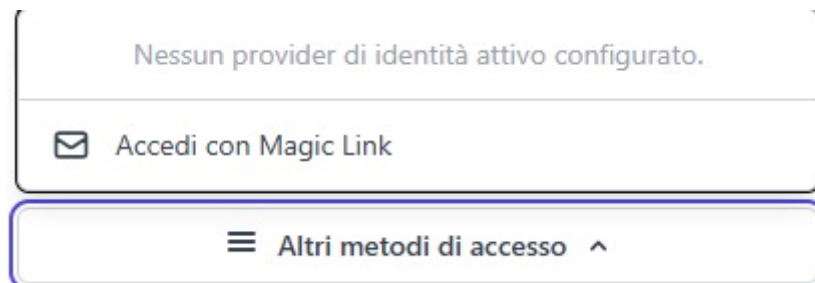 Nessun provider di identità attivo configurato.
Accedi con Magic Link
Altri metodi di accesso